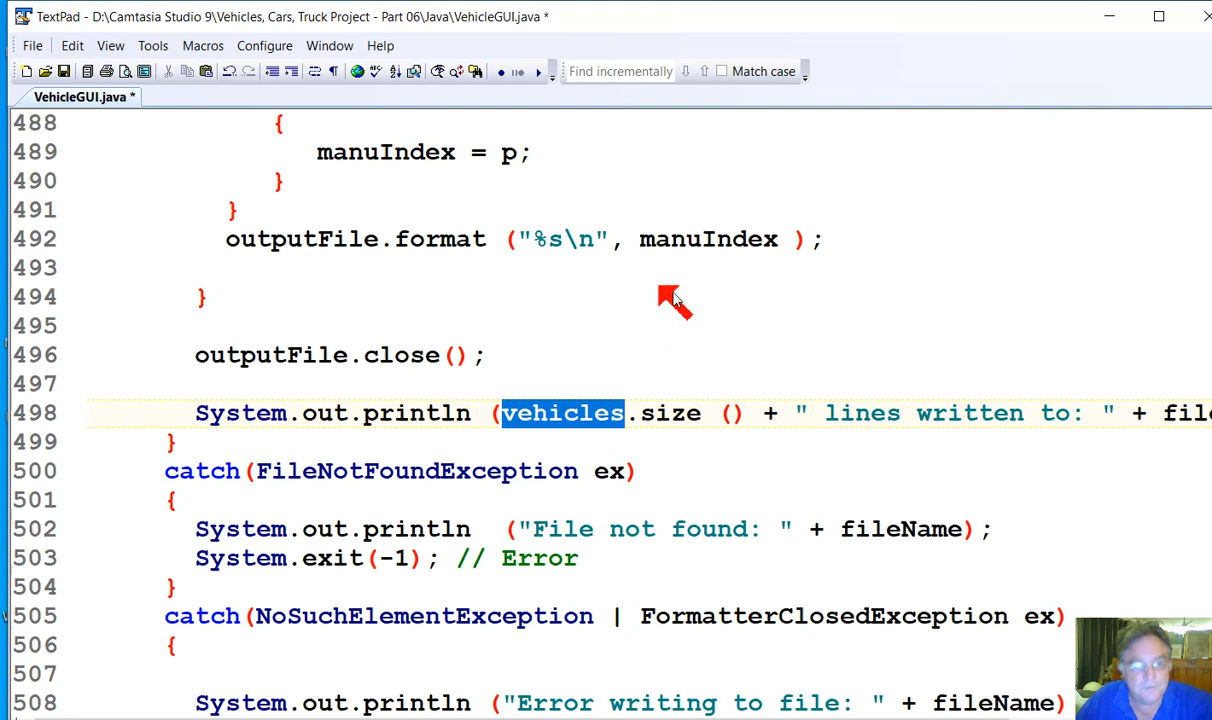 TextPad - D:\Camtasia Studio 9\Vehicles, Cars, Truck Project - Part 06\Java\VehicleGUI.java *
File Edit View Tools Macros Configure Window Help
Find incrementally Match case
VehicleGUI.java *
488 {
489 manuIndex = p;
490 }
491 }
492 outputFile.format ("%s\n", manuIndex );
493
494 }
495
496 outputFile.close();
497
498 System.out.println (vehicles.size () + " lines written to: " + file
499 }
500 catch(FileNotFoundException ex)
501 {
502 System.out.println ("File not found: " + fileName);
503 System.exit(-1); // Error
504 }
505 catch(NoSuchElementException | FormatterClosedException ex)
506 {
507
508 System.out.println ("Error writing to file: " + fileName)